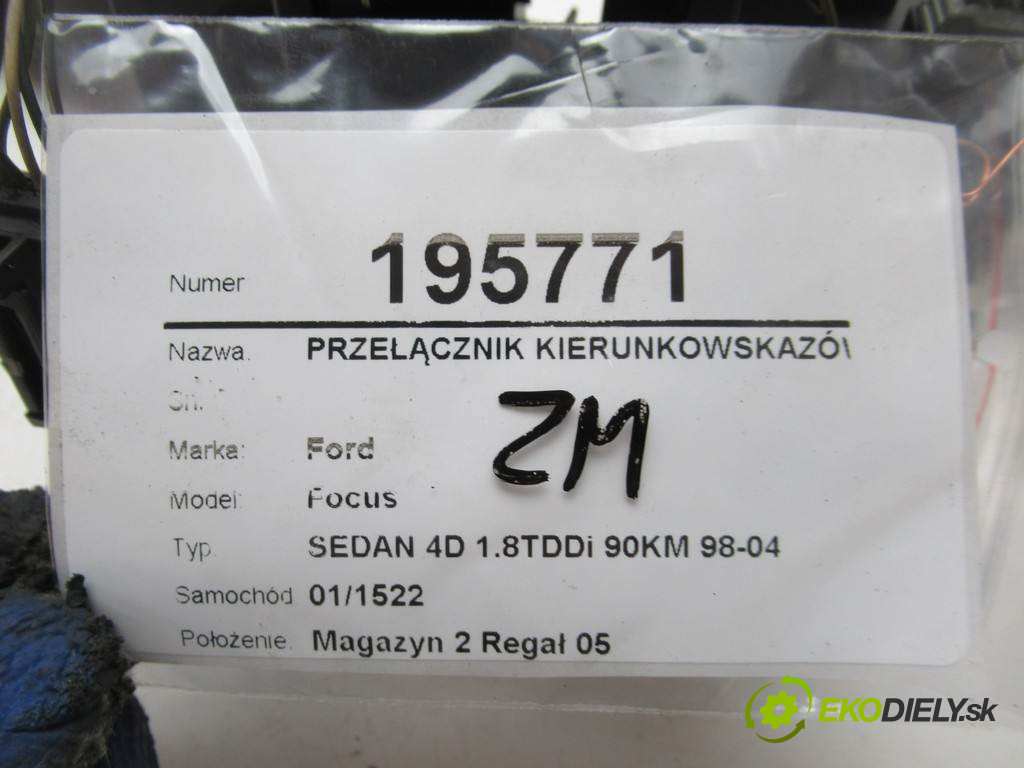 Numer 195771
Nazwa. PRZEŁĄCZNIK KIERUNKOWSKAZÓ
ZM
Marka: Ford
Model: Focus
Typ SEDAN 4D 1.8TDDi 90KM 98-04
Samochód 01/1522
Położenie. Magazyn 2 Regał 05
EKODIELY.sk